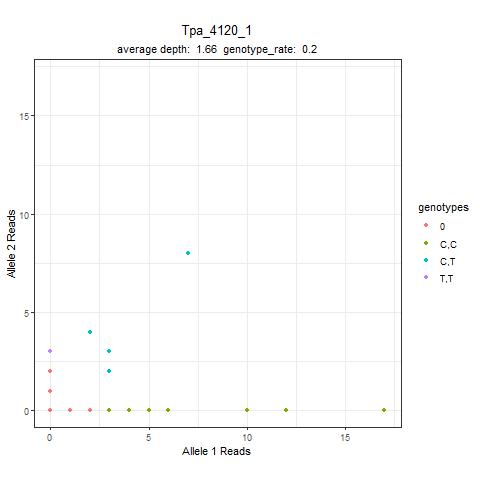 Tpa_4120_1
average depth: 1.66 genotype_rate: 0.2
15
10
5
0
Allele 2 Reads
0 5 10 15
Allele 1 Reads
genotypes
0
C,C
C,T
T,T